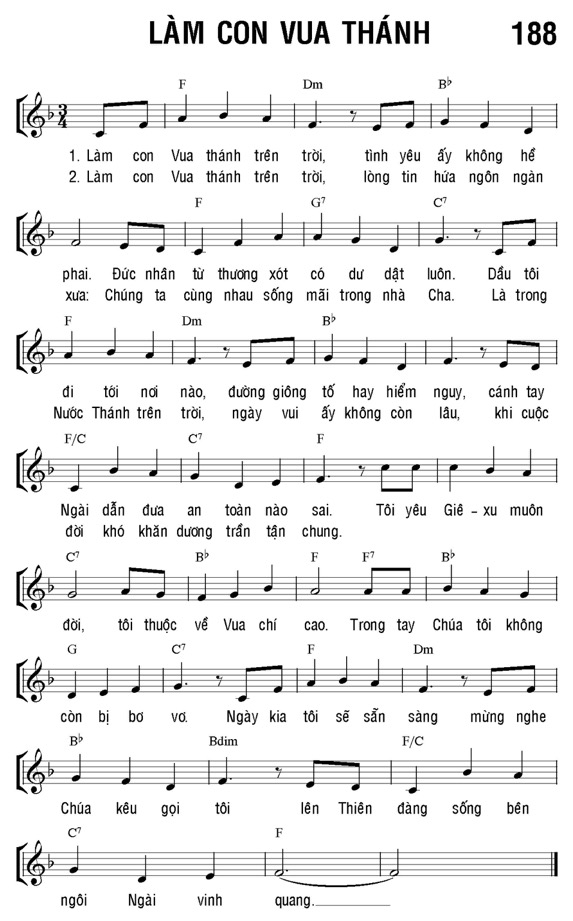 LÀM CON VUA THÁNH 188
F Dm B♭
3/4
1. Làm con Vua thánh trên trời, tình yêu ấy không hề
2. Làm con Vua thánh trên trời, lòng tin hứa ngôn ngàn
F G7 C7
phai. Đức nhân từ thương xót có dư dật luôn. Dầu tôi
xưa: Chúng ta cùng nhau sống mãi trong nhà Cha. Là trong
F Dm B♭
đi tới nơi nào, đường giông tố hay hiểm nguy, cánh tay
Nước Thánh trên trời, ngày vui ấy không còn lâu, khi cuộc
F/C C7 F
Ngài dẫn đưa an toàn nào sai. Tôi yêu Giê - xu muôn
đời khó khăn dương trần tận chung.
C7 B♭ F F7 B♭
đời, tôi thuộc về Vua chí cao. Trong tay Chúa tôi không
G C7 F Dm
còn bị bơ vơ. Ngày kia tôi sẽ sẵn sàng mừng nghe
B♭ Bdim F/C
Chúa kêu gọi tôi lên Thiên đàng sống bên
C7 F
ngôi Ngài vinh quang.